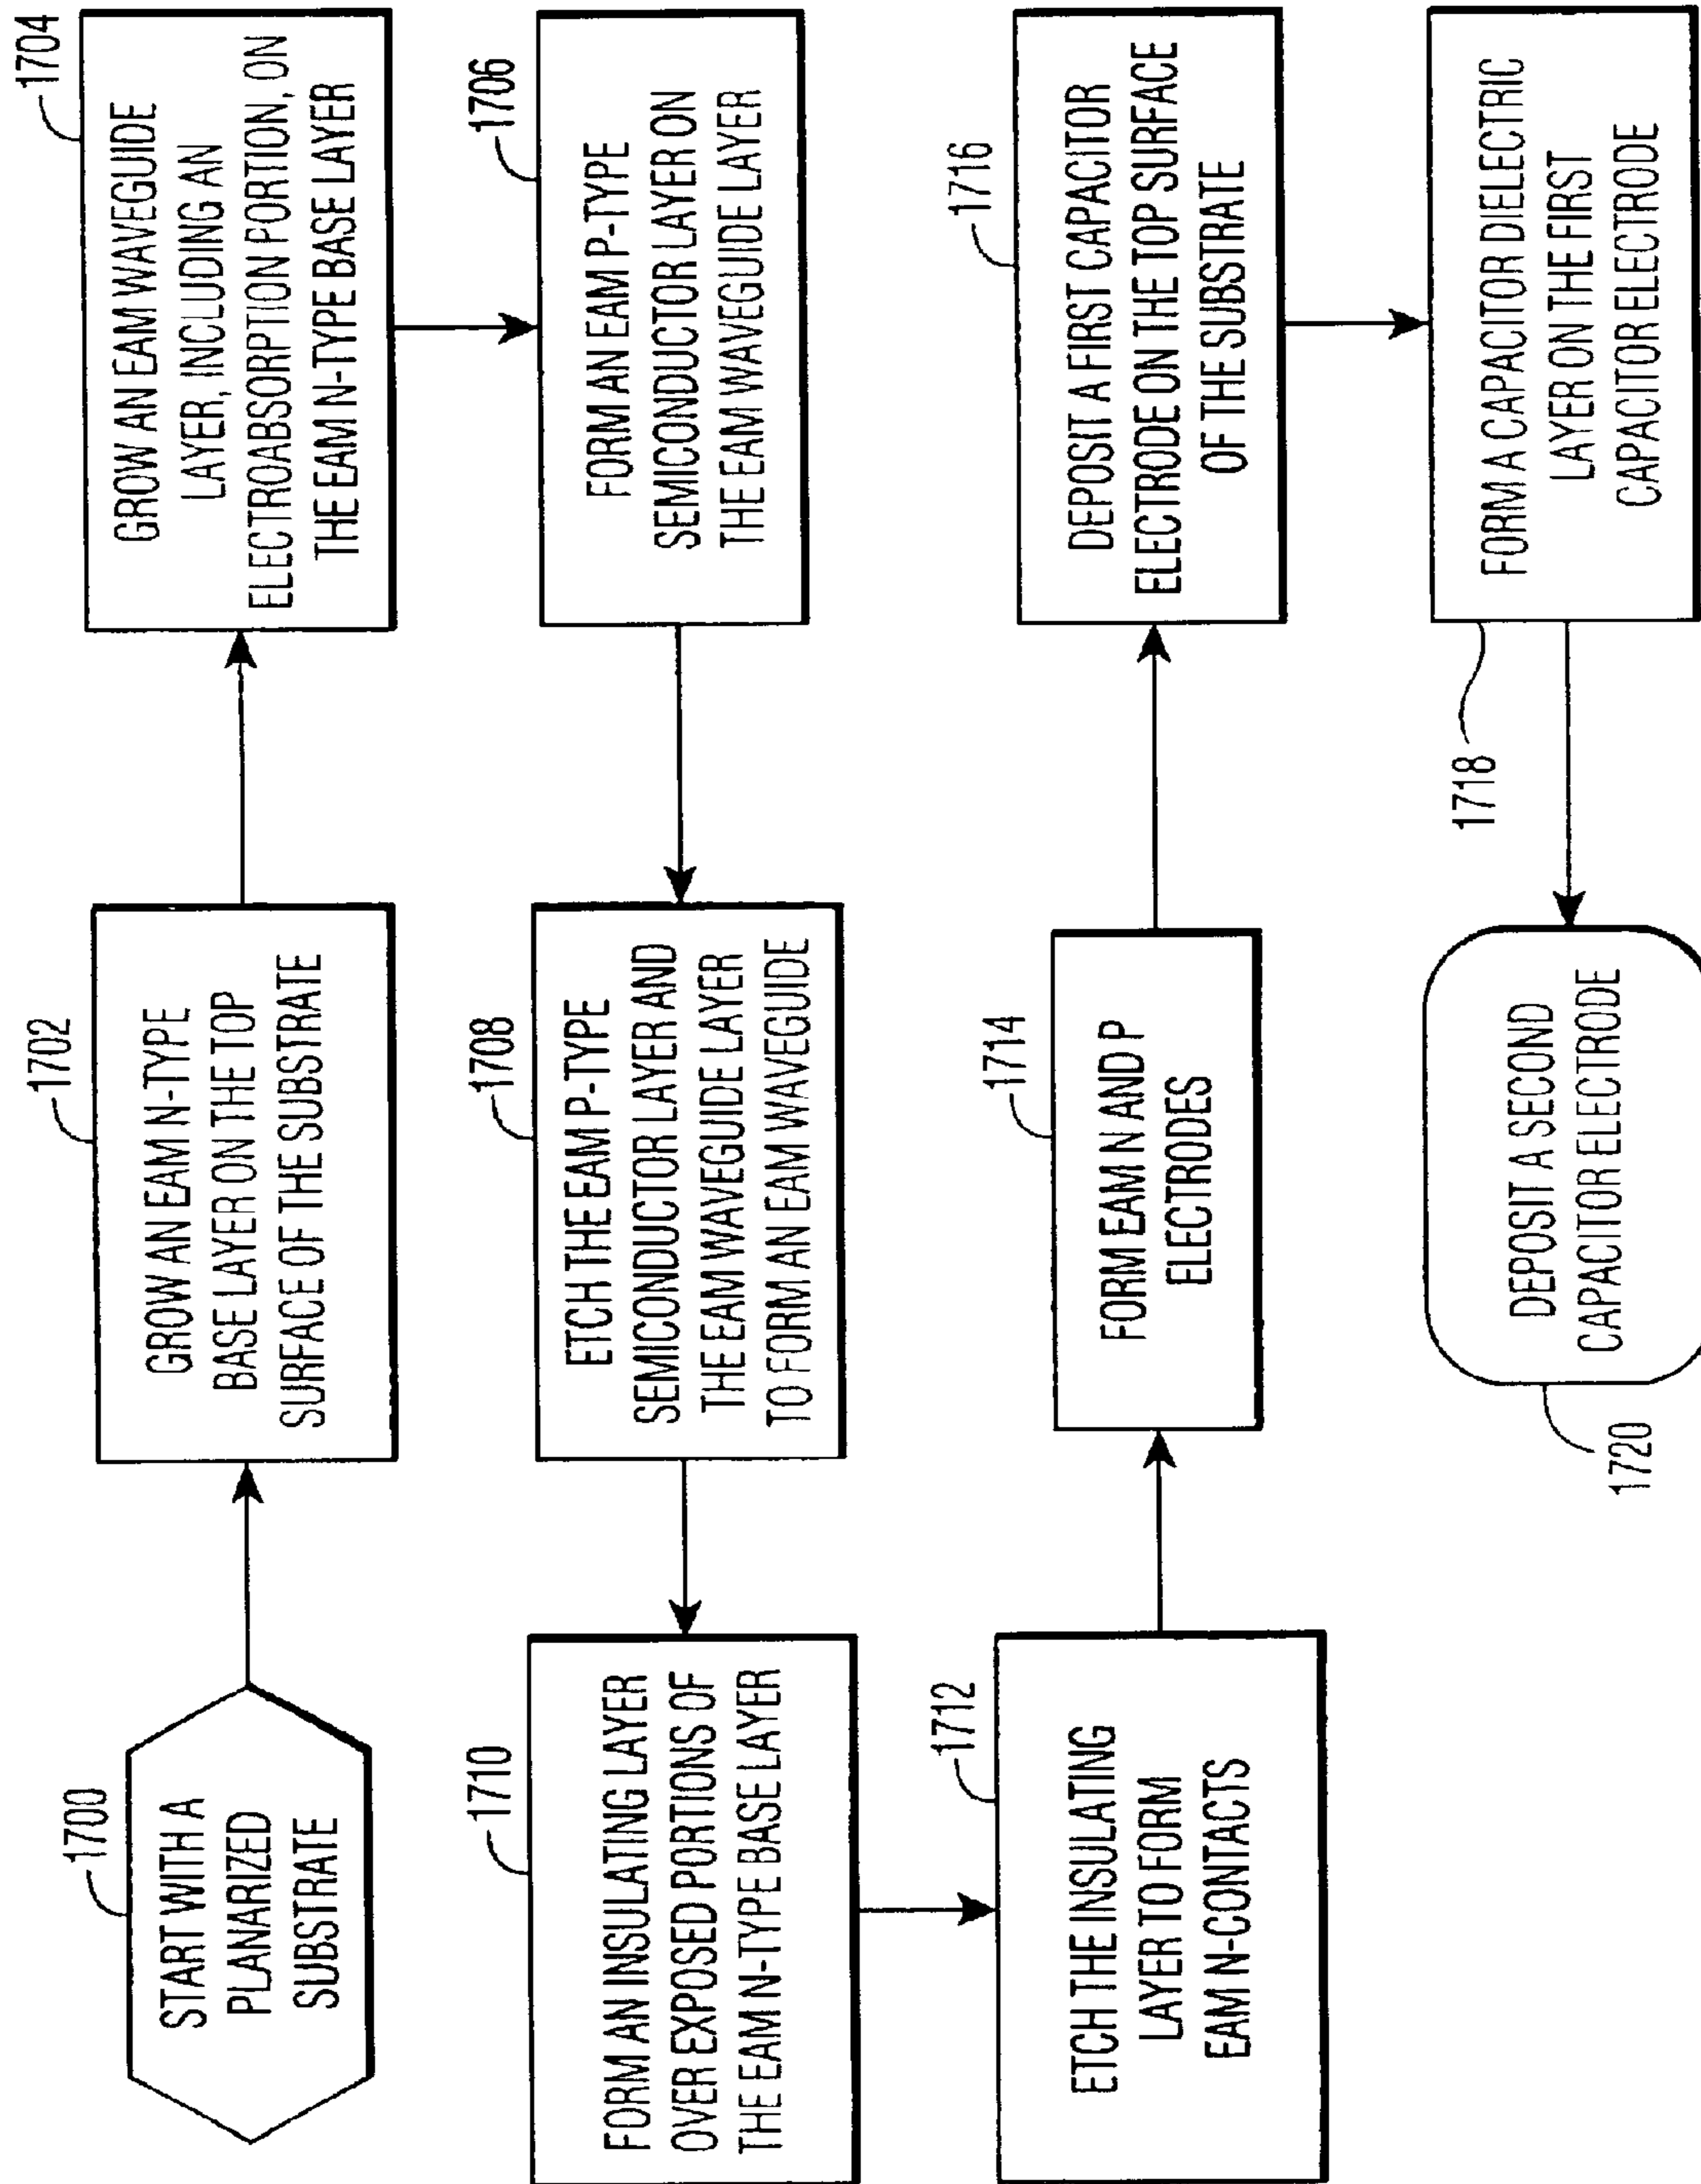 1700
START WITH A
PLANARIZED
SUBSTRATE
1702
GROW AN EAM N-TYPE
BASE LAYER ON THE TOP
SURFACE OF THE SUBSTRATE
1704
GROW AN EAM WAVEGUIDE
LAYER, INCLUDING AN
ELECTROABSORPTION PORTION, ON
THE EAM N-TYPE BASE LAYER
1706
FORM AN EAM P-TYPE
SEMICONDUCTOR LAYER ON
THE EAM WAVEGUIDE LAYER
1708
ETCH THE EAM P-TYPE
SEMICONDUCTOR LAYER AND
THE EAM WAVEGUIDE LAYER
TO FORM AN EAM WAVEGUIDE
1710
FORM AN INSULATING LAYER
OVER EXPOSED PORTIONS OF
THE EAM N-TYPE BASE LAYER
1712
ETCH THE INSULATING
LAYER TO FORM
EAM N-CONTACTS
1714
FORM EAM N AND P
ELECTRODES
1716
DEPOSIT A FIRST CAPACITOR
ELECTRODE ON THE TOP SURFACE
OF THE SUBSTRATE
1718
FORM A CAPACITOR DIELECTRIC
LAYER ON THE FIRST
CAPACITOR ELECTRODE
1720
DEPOSIT A SECOND
CAPACITOR ELECTRODE